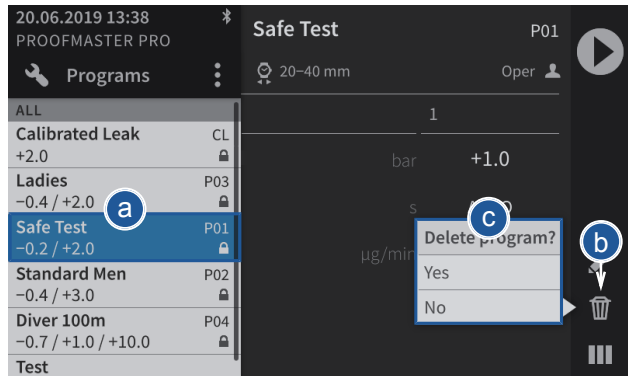 20.06.2019 13:38
PROOFMASTER PRO
Programs
ALL
Calibrated Leak CL
+2.0
Ladies P03
−0.4 / +2.0
Safe Test P01
−0.2 / +2.0
Standard Men P02
−0.4 / +3.0
Diver 100m P04
−0.7 / +1.0 / +10.0
Test
a
Safe Test P01
20−40 mm Oper
1
bar +1.0
s
µg/min
c
Delete program?
Yes
No
b